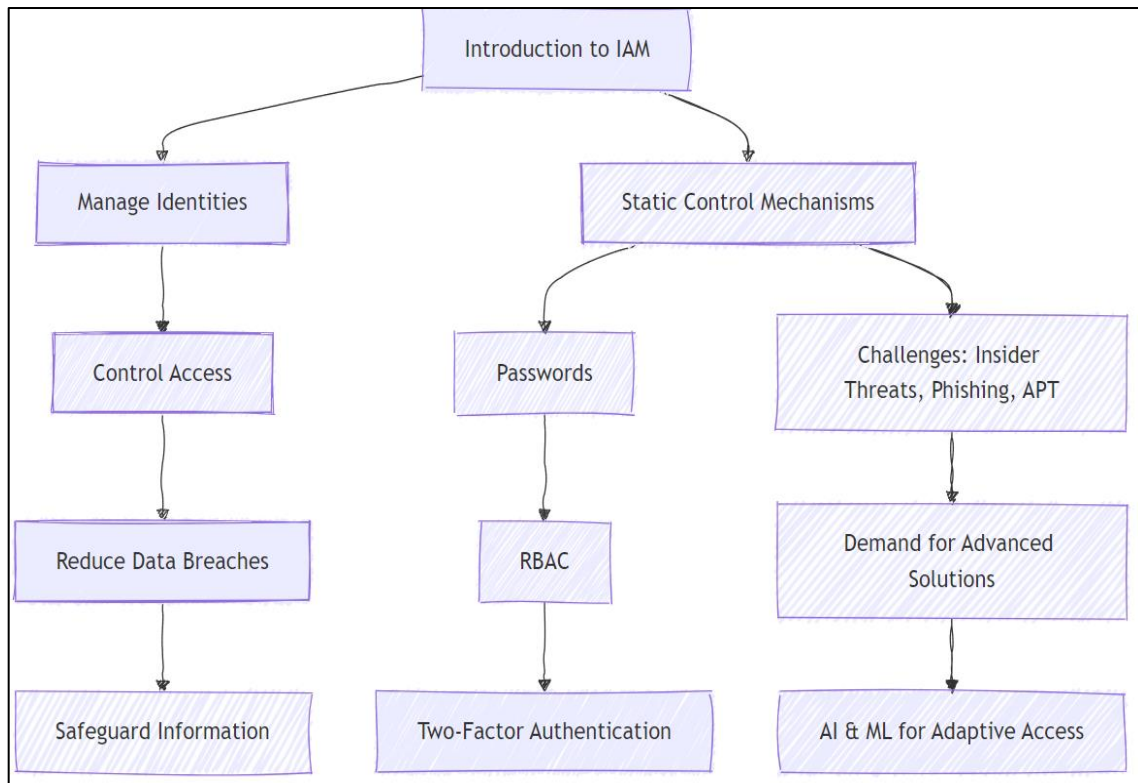 Introduction to IAM
Manage Identities
Static Control Mechanisms
Control Access
Passwords
Challenges: Insider
Threats, Phishing, APT
Reduce Data Breaches
RBAC
Demand for Advanced
Solutions
Safeguard Information
Two-Factor Authentication
AI & ML for Adaptive Access